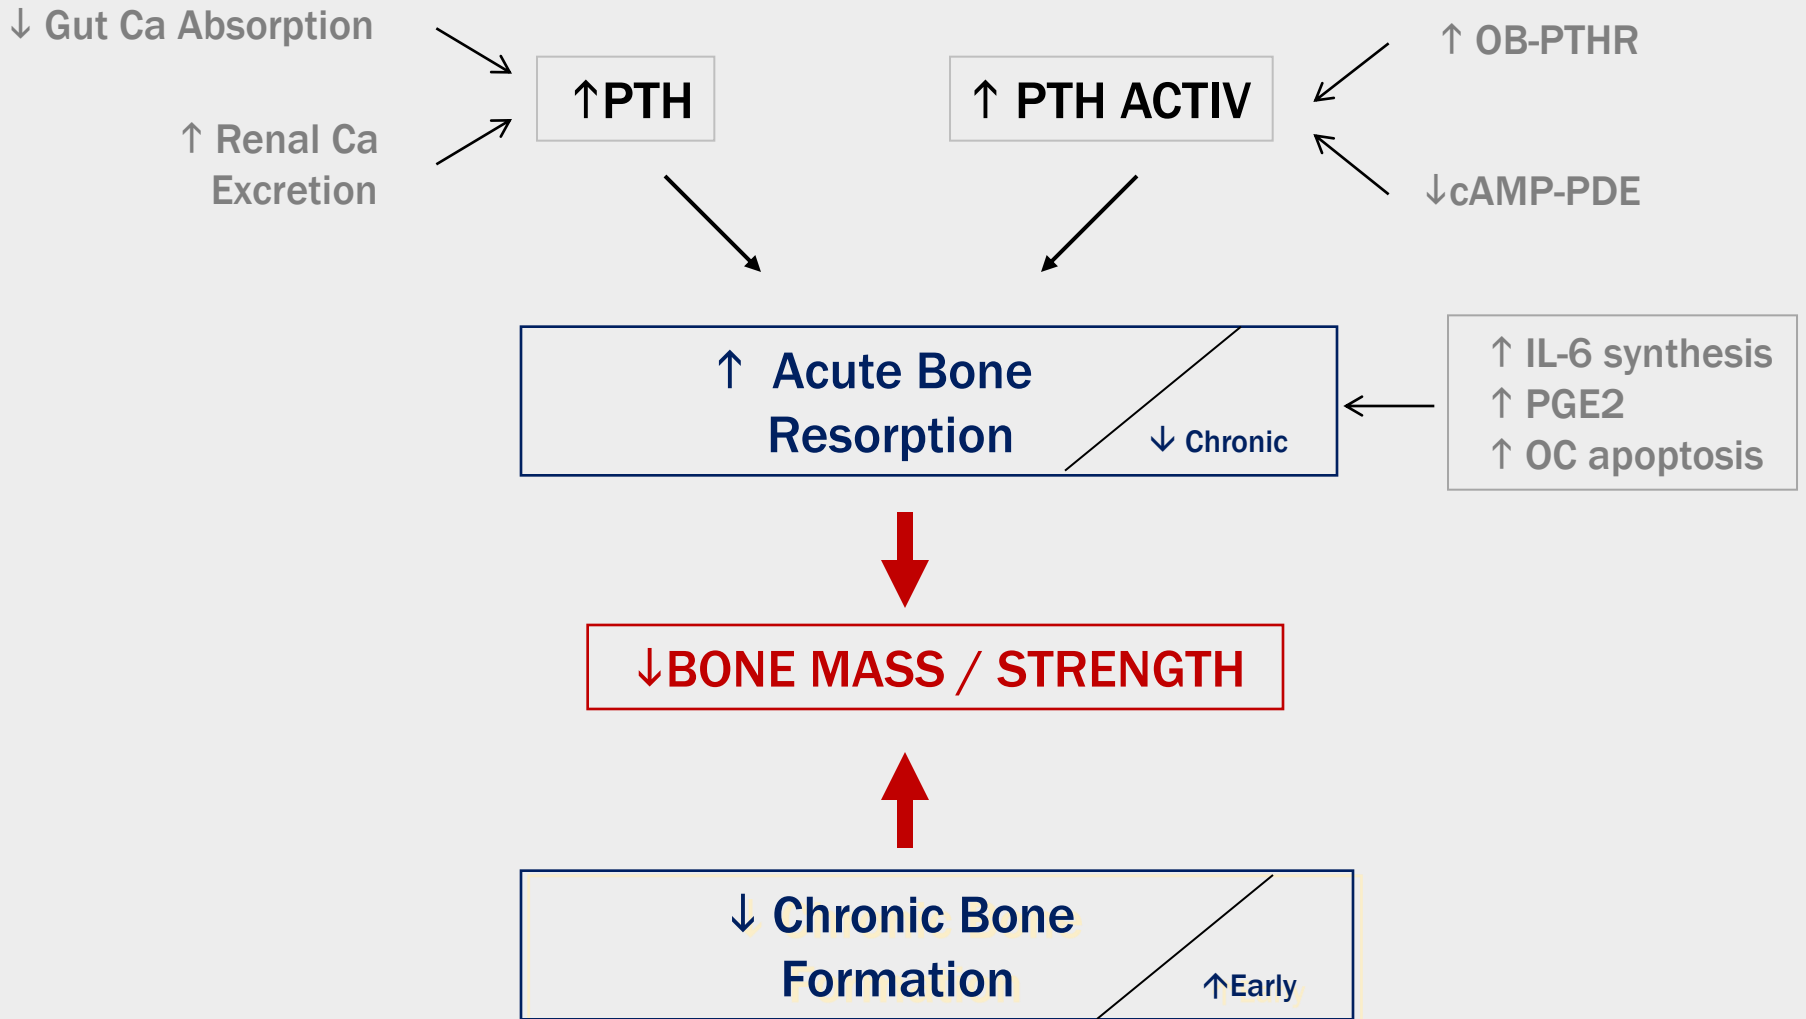 ↓ Gut Ca Absorption
↑ Renal Ca
Excretion
↑PTH
↑ PTH ACTIV
↑ OB-PTHR
↓cAMP-PDE
↑ Acute Bone
Resorption
↓ Chronic
↑ IL-6 synthesis
↑ PGE2
↑ OC apoptosis
↓BONE MASS / STRENGTH
↓ Chronic Bone
Formation
↑Early